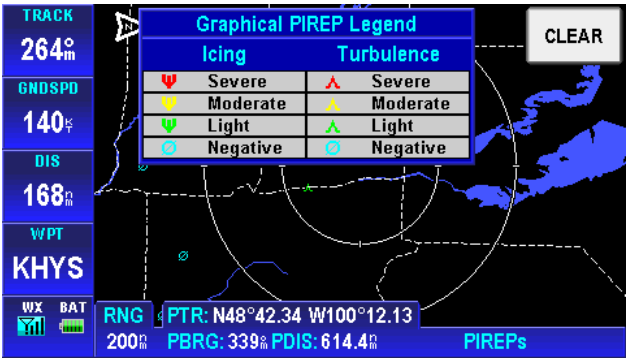 TRACK
264°m
GNDSPD
140kt
DIS
168nm
WPT
KHYS
WX BAT
Graphical PIREP Legend
Icing Turbulence
Severe Severe
Moderate Moderate
Light Light
Negative Negative
CLEAR
RNG PTR: N48°42.34 W100°12.13
200nm PBRG: 339°m PDIS: 614.4nm PIREPs